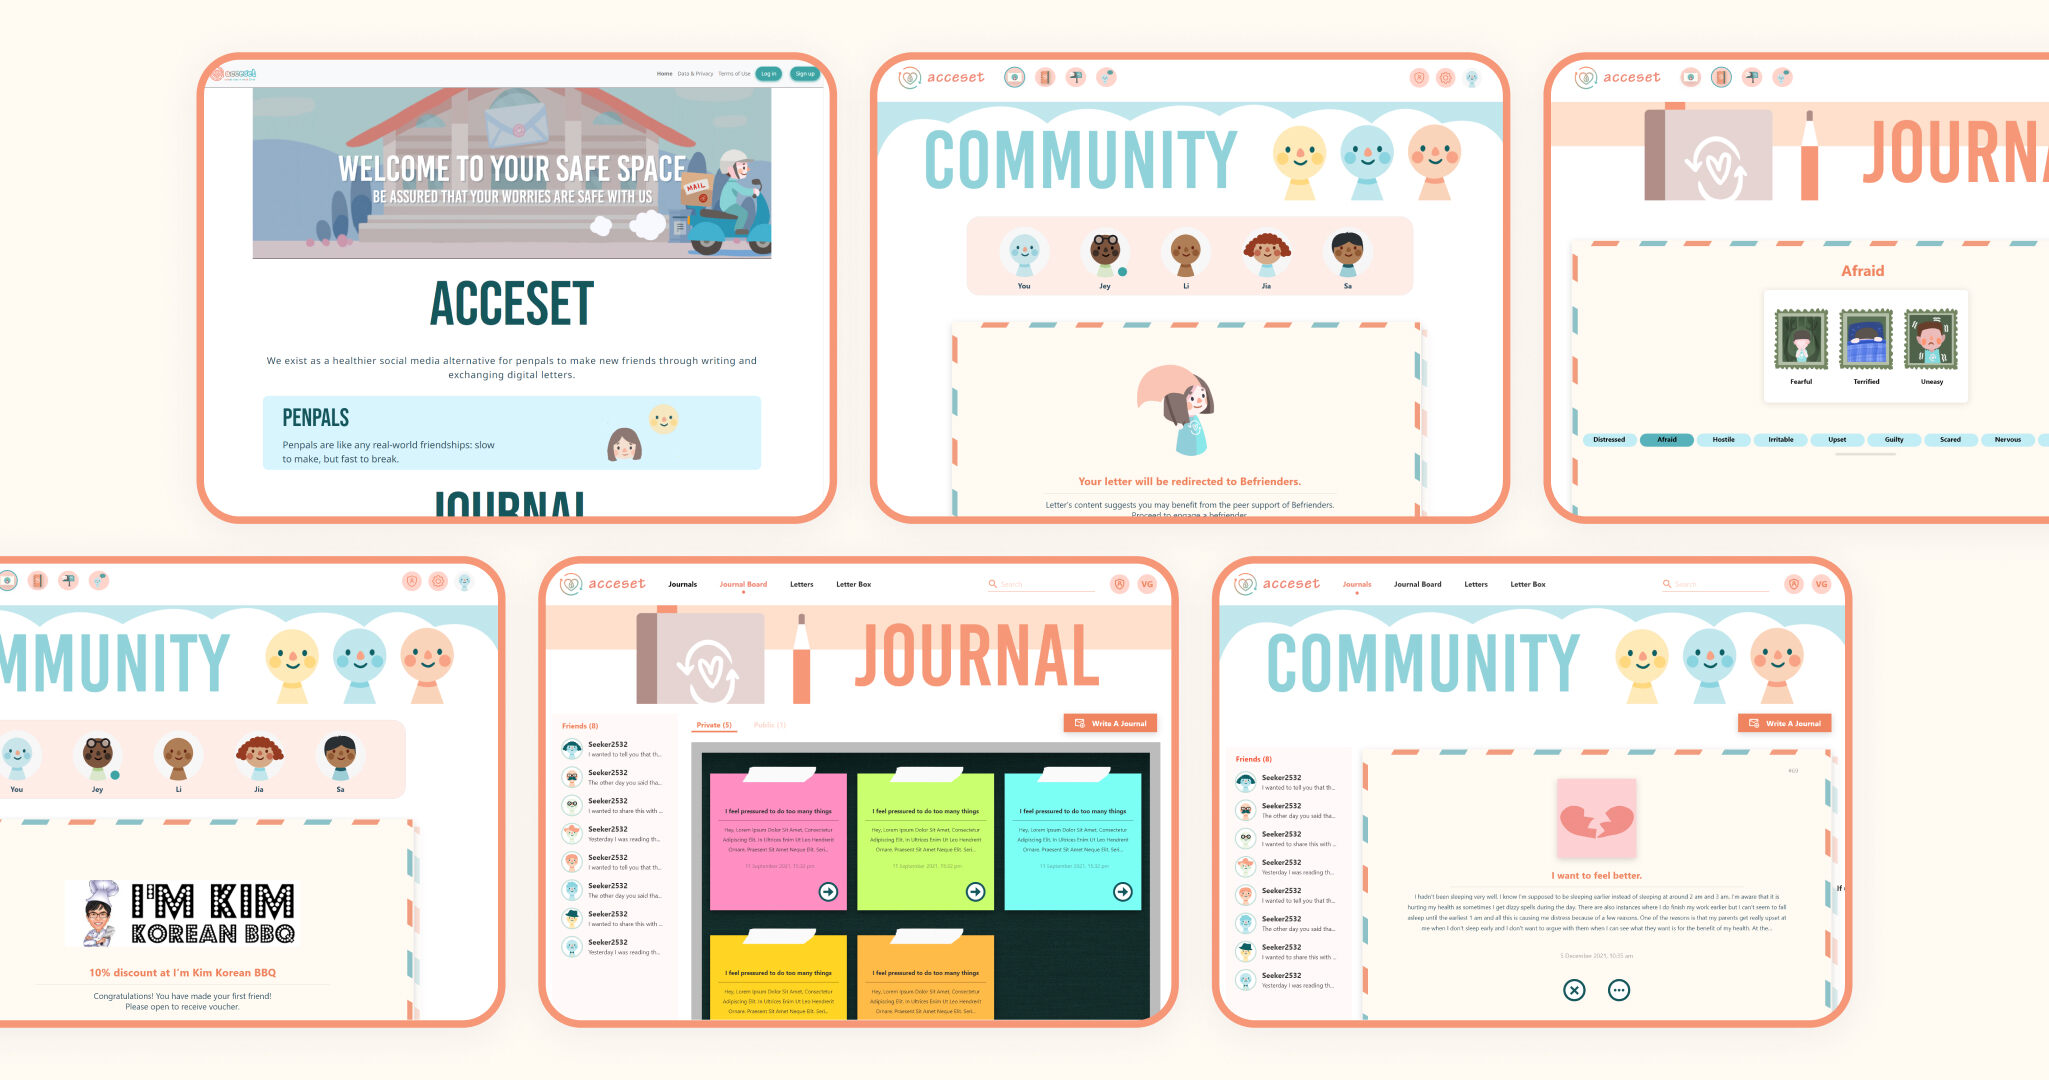 acceset
Home Data & Privacy Terms of Use Log in Sign up
WELCOME TO YOUR SAFE SPACE
BE ASSURED THAT YOUR WORRIES ARE SAFE WITH US
MAIL
ACCESET
We exist as a healthier social media alternative for penpals to make new friends through writing and
exchanging digital letters.
PENPALS
Penpals are like any real-world friendships: slow
to make, but fast to break.
JOURNAL
acceset
COMMUNITY
You Jey Li Jia Sa
Your letter will be redirected to Befrienders.
Letter's content suggests you may benefit from the peer support of Befrienders.
Proceed to engage a befriender.
acceset
JOURNA
Afraid
Fearful Terrified Uneasy
Distressed Afraid Hostile Irritable Upset Guilty Scared Nervous
MMUNITY
You Jey Li Jia Sa
I'M KIM
KOREAN BBQ
10% discount at I'm Kim Korean BBQ
Congratulations! You have made your first friend!
Please open to receive voucher.
acceset Journals Journal Board Letters Letter Box Search VG
JOURNAL
Friends (8) Private (5) Public (1) Write A Journal
Seeker2532
I wanted to tell you that th...
Seeker2532
The other day you said tha...
Seeker2532
I wanted to share this with ...
Seeker2532
Yesterday I was reading th...
Seeker2532
I wanted to tell you that th...
Seeker2532
The other day you said tha...
Seeker2532
I wanted to share this with ...
Seeker2532
Yesterday I was reading th...
I feel pressured to do too many things
Hey, Lorem Ipsum Dolor Sit Amet, Consectetur
Adipiscing Elit. In Ultrices Enim Ut Leo Hendrerit
Ornare. Praesent Sit Amet Neque Elit. Seri...
11 September 2021, 15:32 pm
I feel pressured to do too many things
Hey, Lorem Ipsum Dolor Sit Amet, Consectetur
Adipiscing Elit. In Ultrices Enim Ut Leo Hendrerit
Ornare. Praesent Sit Amet Neque Elit. Seri...
11 September 2021, 15:32 pm
I feel pressured to do too many things
Hey, Lorem Ipsum Dolor Sit Amet, Consectetur
Adipiscing Elit. In Ultrices Enim Ut Leo Hendrerit
Ornare. Praesent Sit Amet Neque Elit. Seri...
11 September 2021, 15:32 pm
I feel pressured to do too many things
Hey, Lorem Ipsum Dolor Sit Amet, Consectetur
Adipiscing Elit. In Ultrices Enim Ut Leo Hendrerit
Ornare. Praesent Sit Amet Neque Elit. Seri...
I feel pressured to do too many things
Hey, Lorem Ipsum Dolor Sit Amet, Consectetur
Adipiscing Elit. In Ultrices Enim Ut Leo Hendrerit
Ornare. Praesent Sit Amet Neque Elit. Seri...
acceset Journals Journal Board Letters Letter Box Search VG
COMMUNITY
Write A Journal
Friends (8)
Seeker2532
I wanted to tell you that th...
Seeker2532
The other day you said tha...
Seeker2532
I wanted to share this with ...
Seeker2532
Yesterday I was reading th...
Seeker2532
I wanted to tell you that th...
Seeker2532
The other day you said tha...
Seeker2532
I wanted to share this with ...
Seeker2532
Yesterday I was reading th...
#69
I want to feel better.
I hadn't been sleeping very well. I know I'm supposed to be sleeping earlier instead of sleeping at around 2 am and 3 am. I'm aware that it is
hurting my health as sometimes I get dizzy spells during the day. There are also instances where I do finish my work earlier but I can't seem to fall
asleep until the earliest 1 am and all this is causing me distress because of a few reasons. One of the reasons is that my parents get really upset at
me when I don't sleep early and I don't want to argue with them when I can see what they want is for the benefit of my health. At the...
5 December 2021, 10:35 am
If